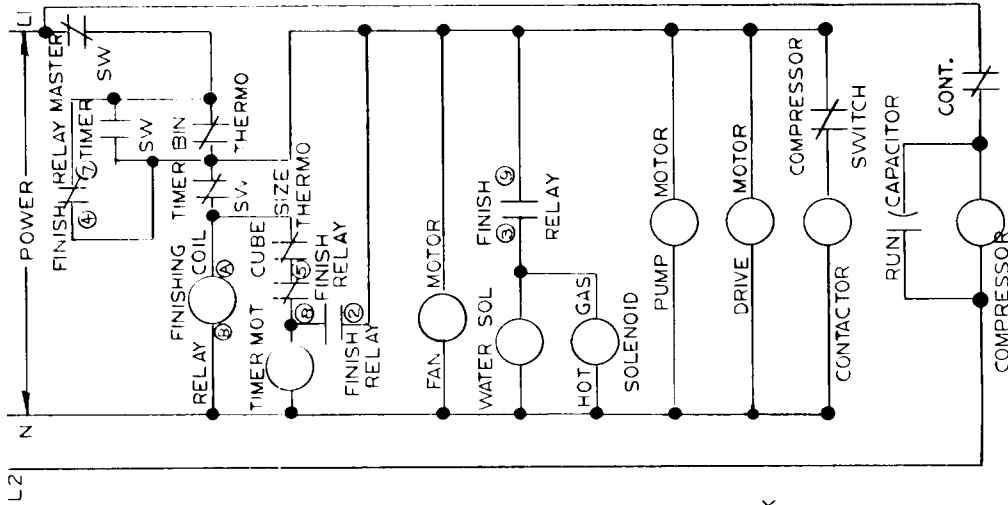 L1
POWER
N
L2
MASTER
SW
FINISH RELAY
4 7
TIMER
SW
BIN
THERMO
TIMER
SW
FINISHING
RELAY COIL
B A
CUBE SIZE
THERMO
TIMER MOT
8 5
FINISH
RELAY
FINISH
RELAY
2
FAN MOTOR
WATER SOL
FINISH
RELAY
3 9
HOT GAS
SOLENOID
PUMP MOTOR
DRIVE MOTOR
COMPRESSOR
SWITCH
CONTACTOR
RUN CAPACITOR
CONT.
COMPRESSOR